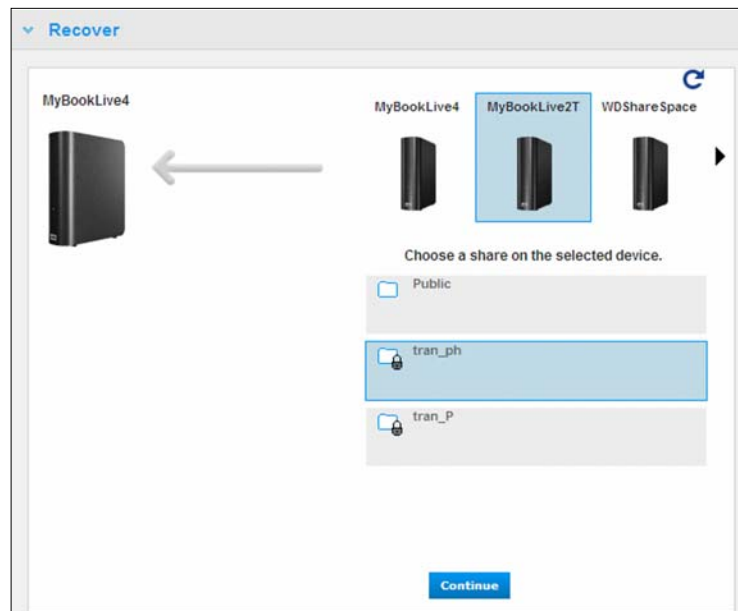 Recover
MyBookLive4
MyBookLive4 MyBookLive2T WDShareSpace
Choose a share on the selected device.
Public
tran_ph
tran_P
Continue